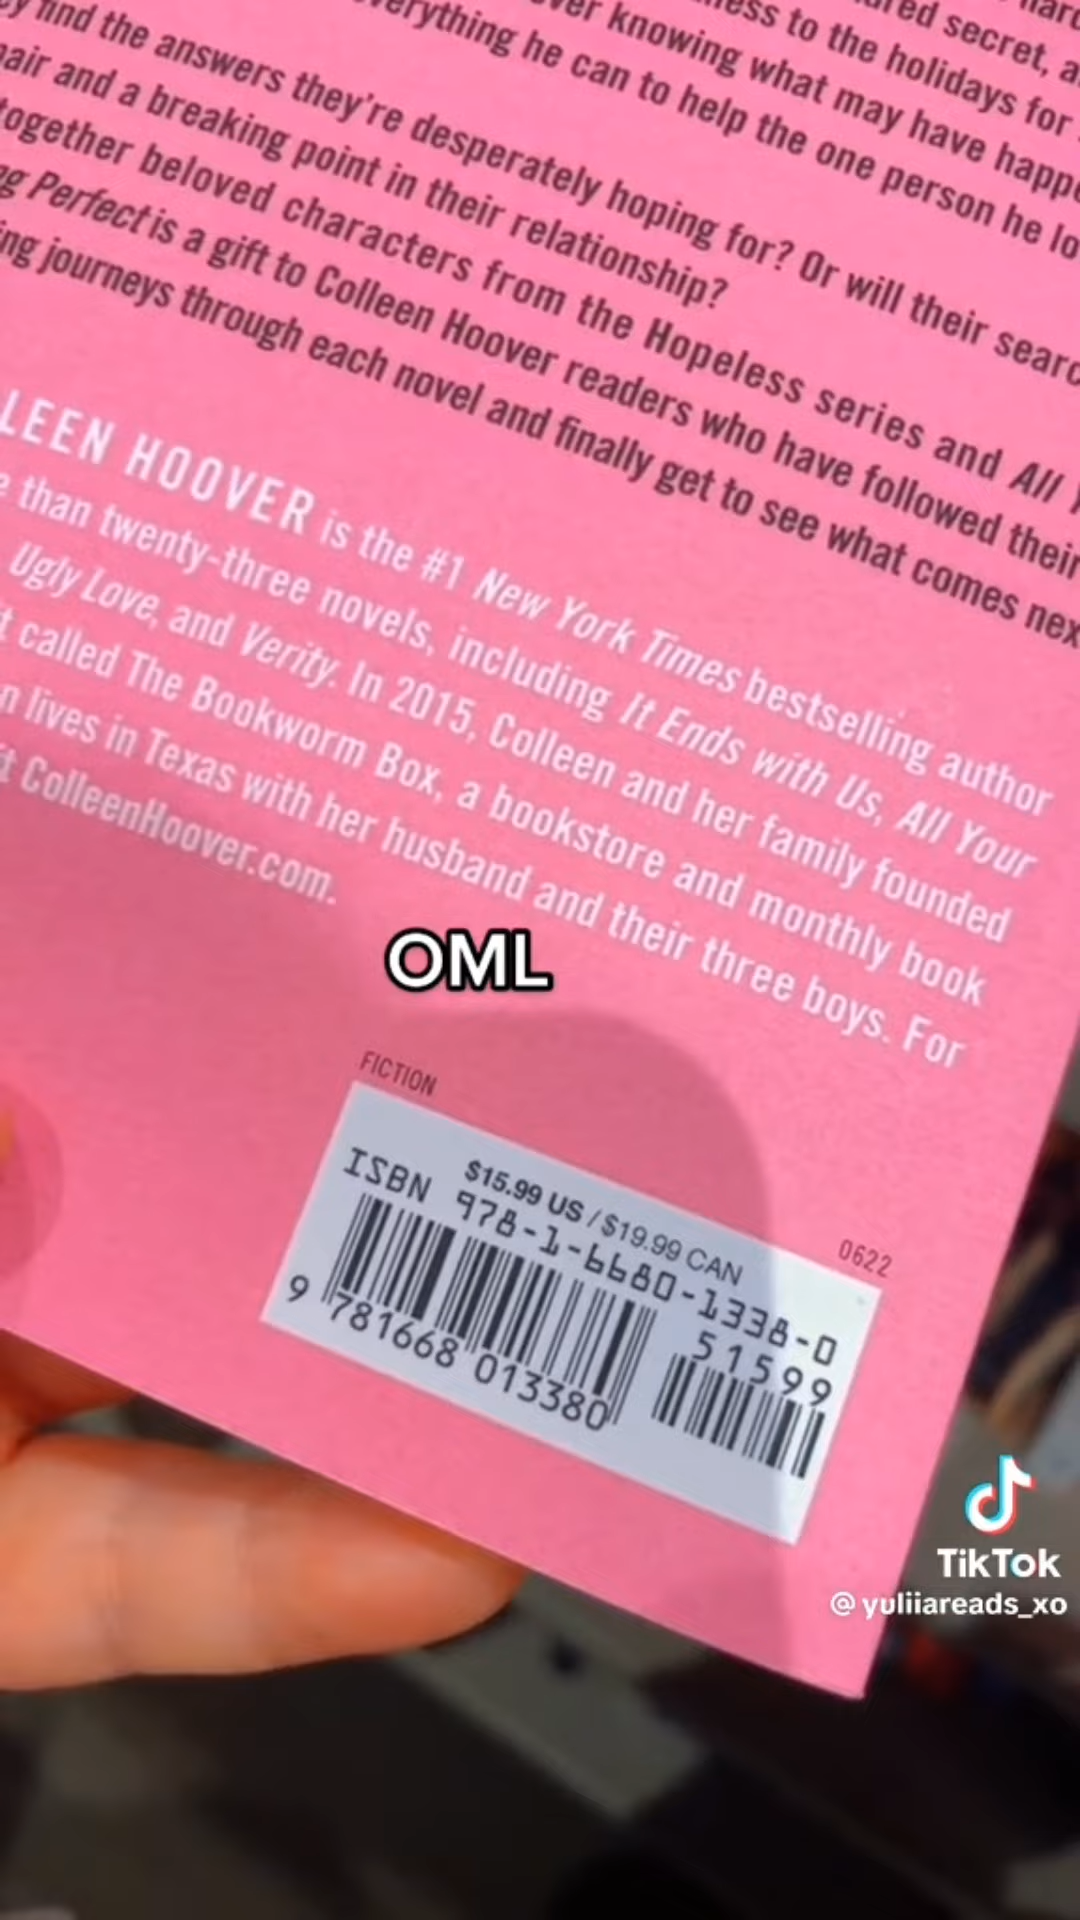 secret, a
to the holidays for
knowing what may have happe
everything he can to help the one person he lo
find the answers they're desperately hoping for? Or will their searc
air and a breaking point in their relationship?
together beloved characters from the Hopeless series and All
ng Perfect is a gift to Colleen Hoover readers who have followed their
ing journeys through each novel and finally get to see what comes nex
LEEN HOOVER is the #1 New York Times bestselling author
e than twenty-three novels, including It Ends with Us, All Your
Ugly Love, and Verity. In 2015, Colleen and her family founded
t called The Bookworm Box, a bookstore and monthly book
n lives in Texas with her husband and their three boys. For
it ColleenHoover.com.
OML
FICTION
$15.99 US / $19.99 CAN
0622
ISBN 978-1-6680-1338-0
51599
9 781668 013380
TikTok
@yuliiareads_xo